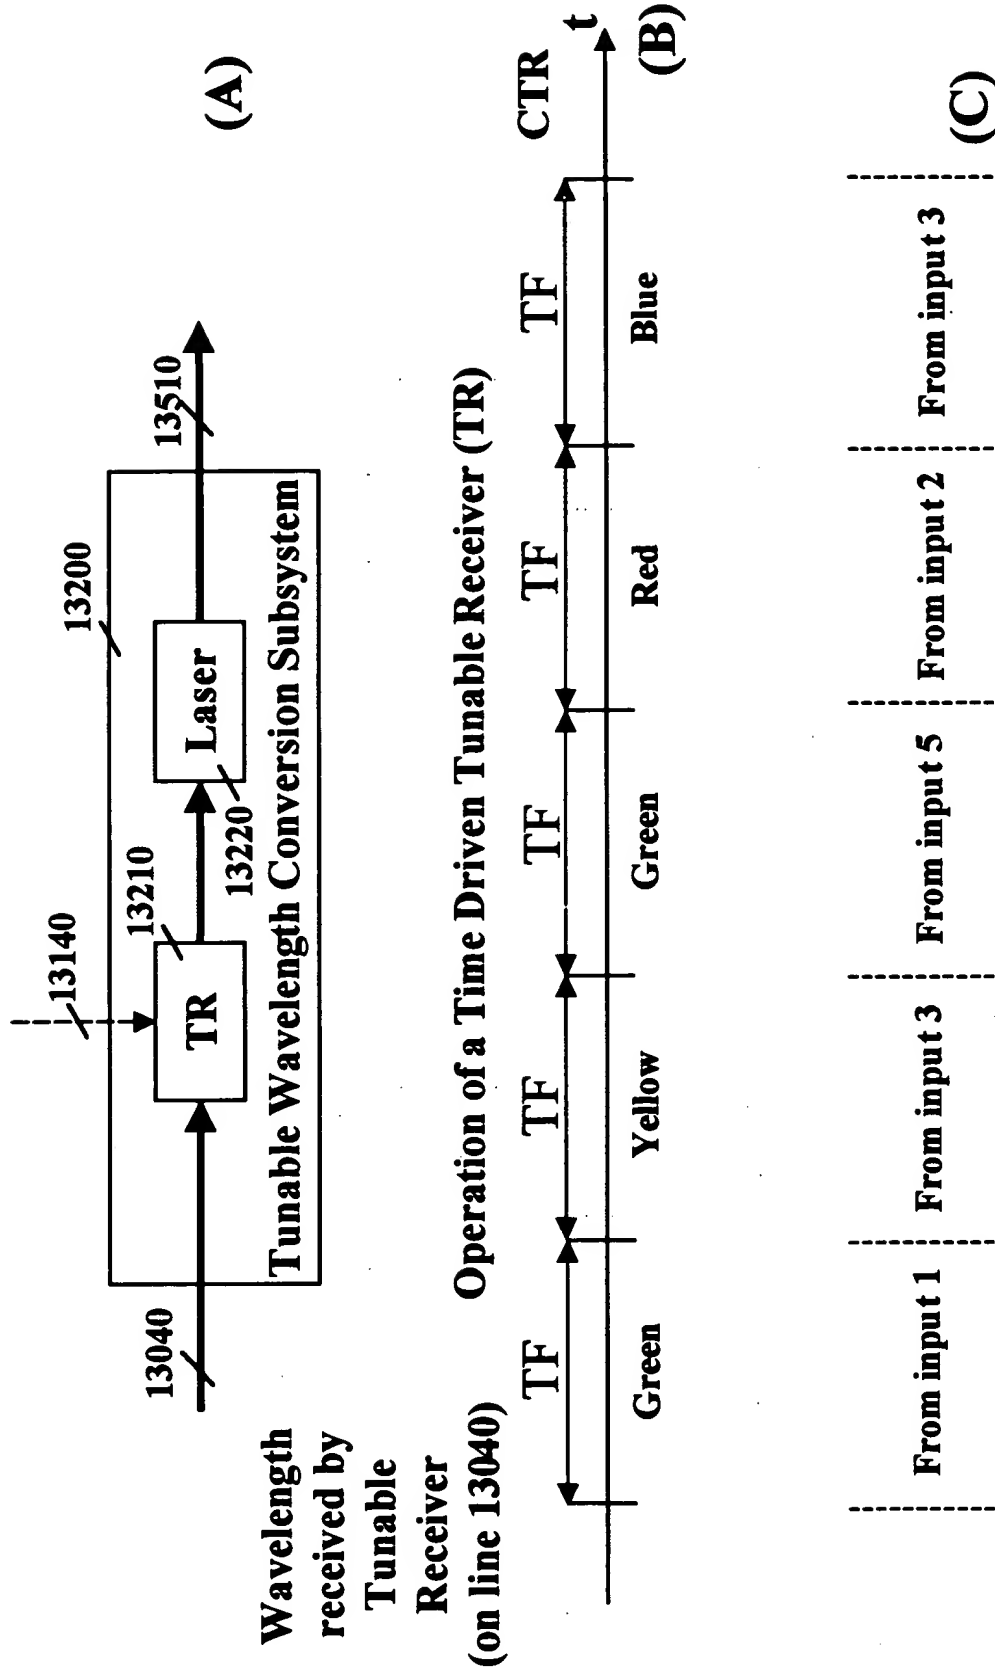 13140
13200
13040
13210
13510
TR
Laser
13220
Tunable Wavelength Conversion Subsystem
(A)
Wavelength
received by
Tunable
Receiver
(on line 13040)
Operation of a Time Driven Tunable Receiver (TR)
CTR
TF
TF
TF
TF
TF
t
Green
Yellow
Green
Red
Blue
(B)
From input 1
From input 3
From input 5
From input 2
From input 3
(C)